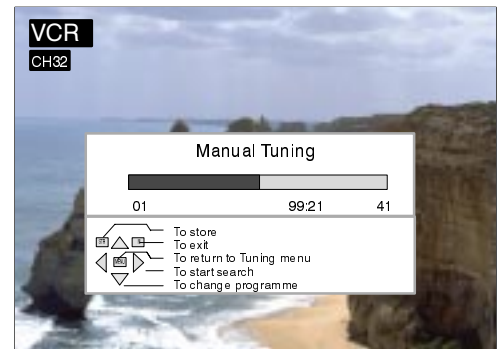 VCR
CH32
Manual Tuning
01 99:21 41
To store
To exit
To return to Tuning menu
To start search
To change programme
MENU